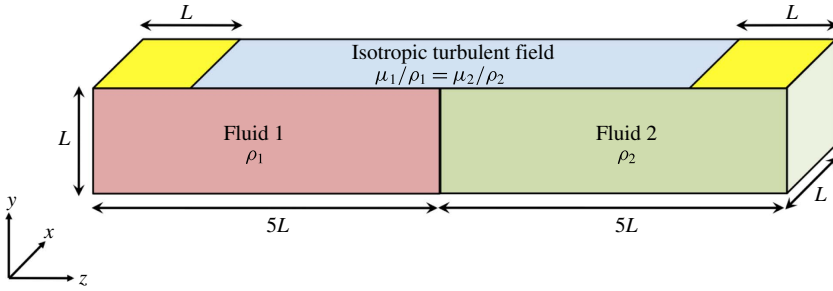 L
L
Isotropic turbulent field
μ₁/ρ₁ = μ₂/ρ₂
L
Fluid 1
ρ₁
Fluid 2
ρ₂
L
5L
5L
y
x
z